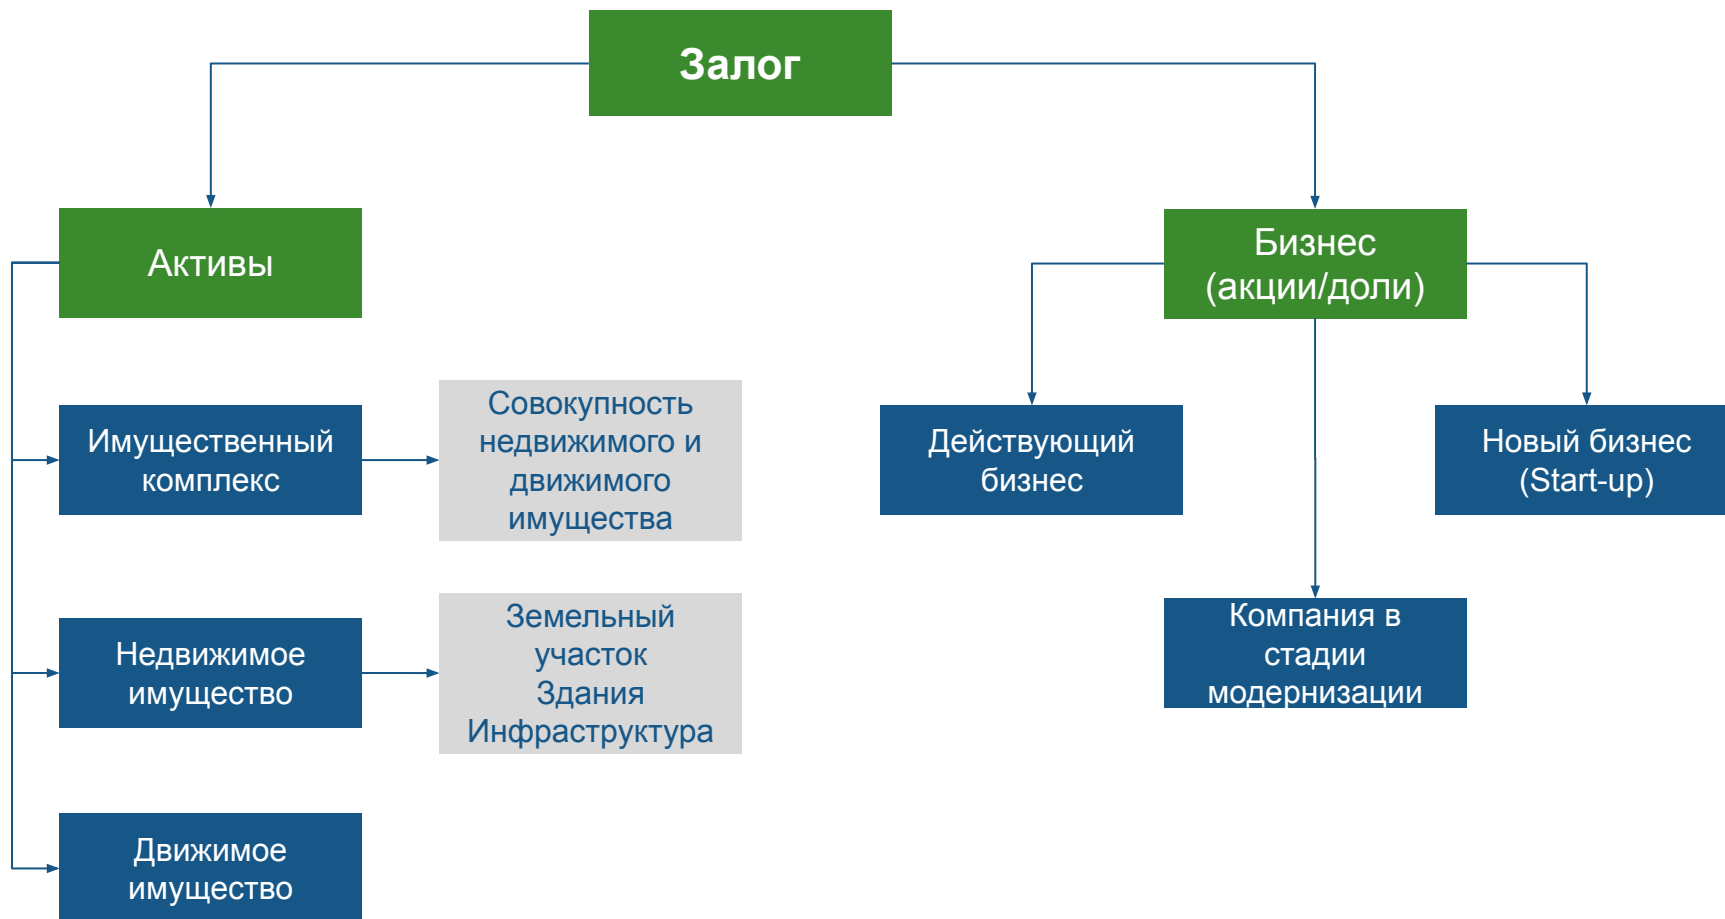 Залог
Активы
Бизнес
(акции/доли)
Имущественный
комплекс
Совокупность
недвижимого и
движимого
имущества
Действующий
бизнес
Новый бизнес
(Start-up)
Недвижимое
имущество
Земельный
участок
Здания
Инфраструктура
Компания в
стадии
модернизации
Движимое
имущество